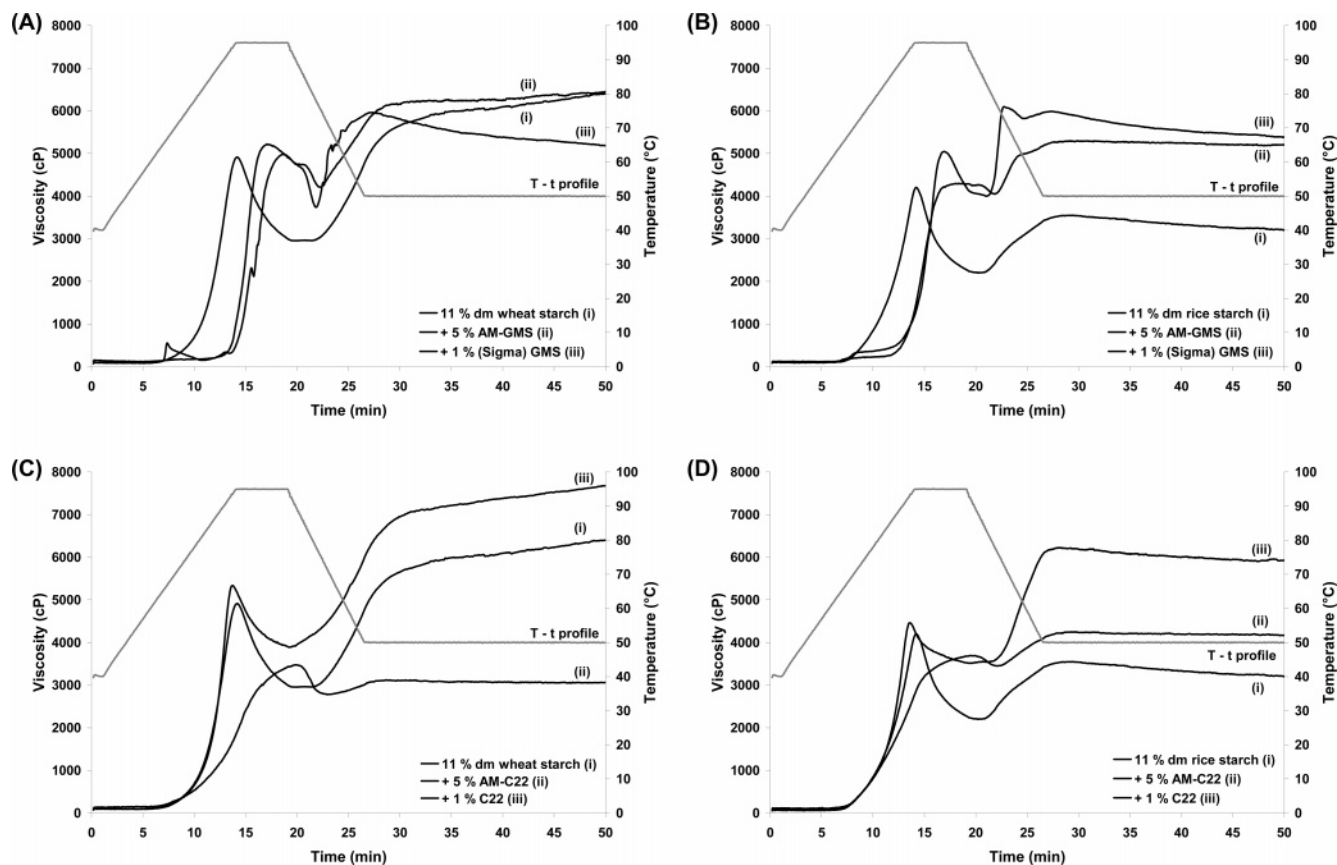 (A)
8000
7000
6000
5000
4000
3000
2000
1000
0
Viscosity (cP)
100
90
80
70
60
50
40
30
20
10
0
Temperature (°C)
(ii)
(i)
(iii)
T - t profile
11 % dm wheat starch (i)
+ 5 % AM-GMS (ii)
+ 1 % (Sigma) GMS (iii)
0 5 10 15 20 25 30 35 40 45 50
Time (min)
(B)
8000
7000
6000
5000
4000
3000
2000
1000
0
Viscosity (cP)
100
90
80
70
60
50
40
30
20
10
0
Temperature (°C)
(iii)
(ii)
T - t profile
(i)
11 % dm rice starch (i)
+ 5 % AM-GMS (ii)
+ 1 % (Sigma) GMS (iii)
0 5 10 15 20 25 30 35 40 45 50
Time (min)
(C)
8000
7000
6000
5000
4000
3000
2000
1000
0
Viscosity (cP)
100
90
80
70
60
50
40
30
20
10
0
Temperature (°C)
(iii)
(i)
T - t profile
(ii)
11 % dm wheat starch (i)
+ 5 % AM-C22 (ii)
+ 1 % C22 (iii)
0 5 10 15 20 25 30 35 40 45 50
Time (min)
(D)
8000
7000
6000
5000
4000
3000
2000
1000
0
Viscosity (cP)
100
90
80
70
60
50
40
30
20
10
0
Temperature (°C)
(iii)
(ii)
T - t profile
(i)
11 % dm rice starch (i)
+ 5 % AM-C22 (ii)
+ 1 % C22 (iii)
0 5 10 15 20 25 30 35 40 45 50
Time (min)